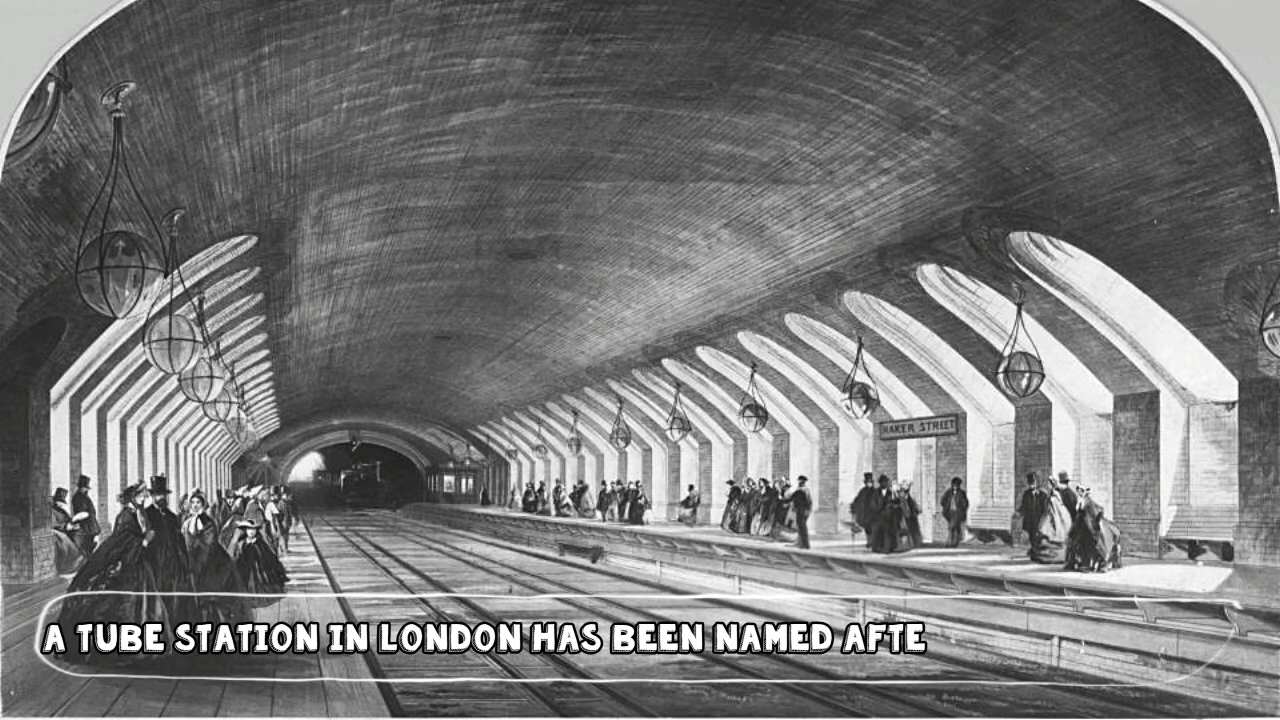 BAKER STREET
A TUBE STATION IN LONDON HAS BEEN NAMED AFTE